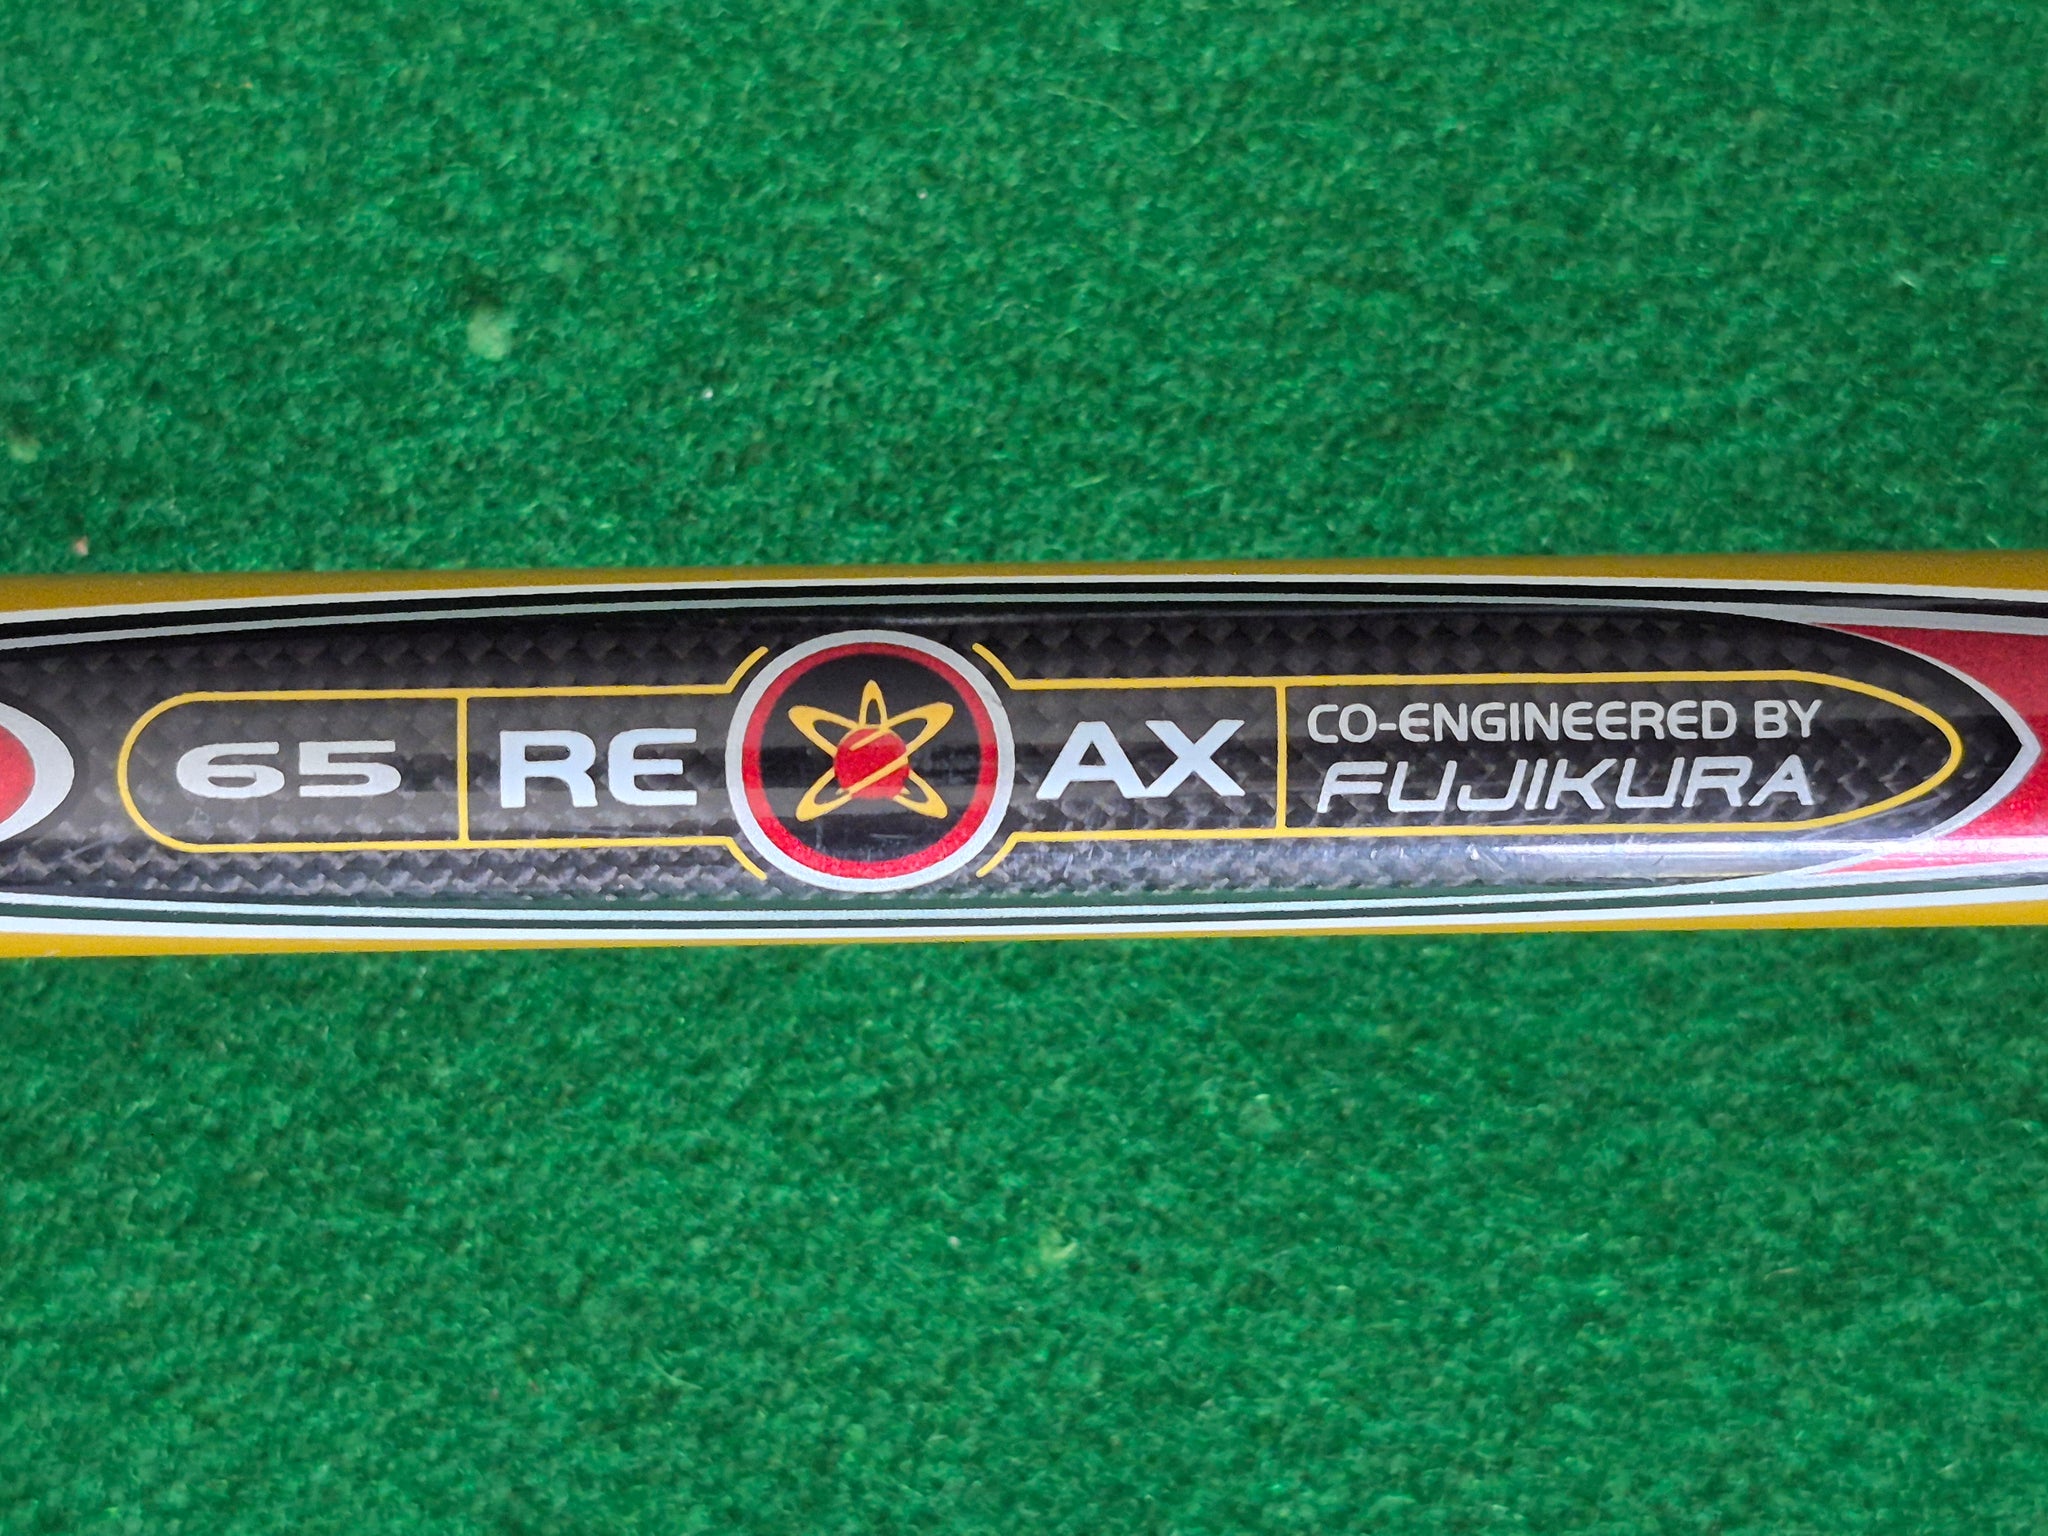 65 RE AX
CO-ENGINEERED BY
FUJIKURA